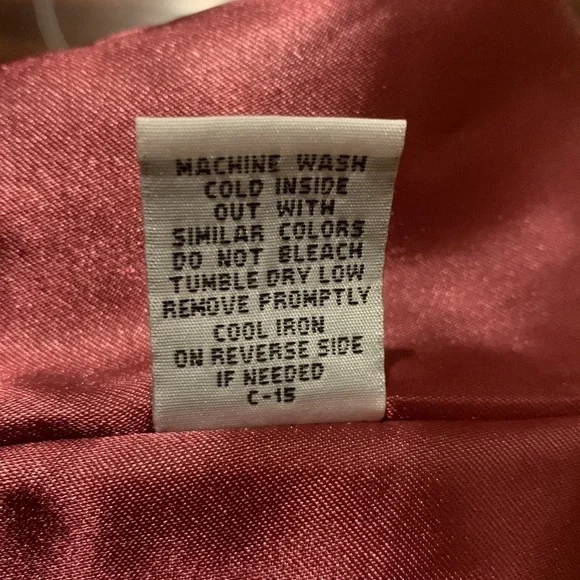 MACHINE WASH
COLD INSIDE
OUT WITH
SIMILAR COLORS
DO NOT BLEACH
TUMBLE DRY LOW
REMOVE PROMPTLY
COOL IRON
ON REVERSE SIDE
IF NEEDED
C-15